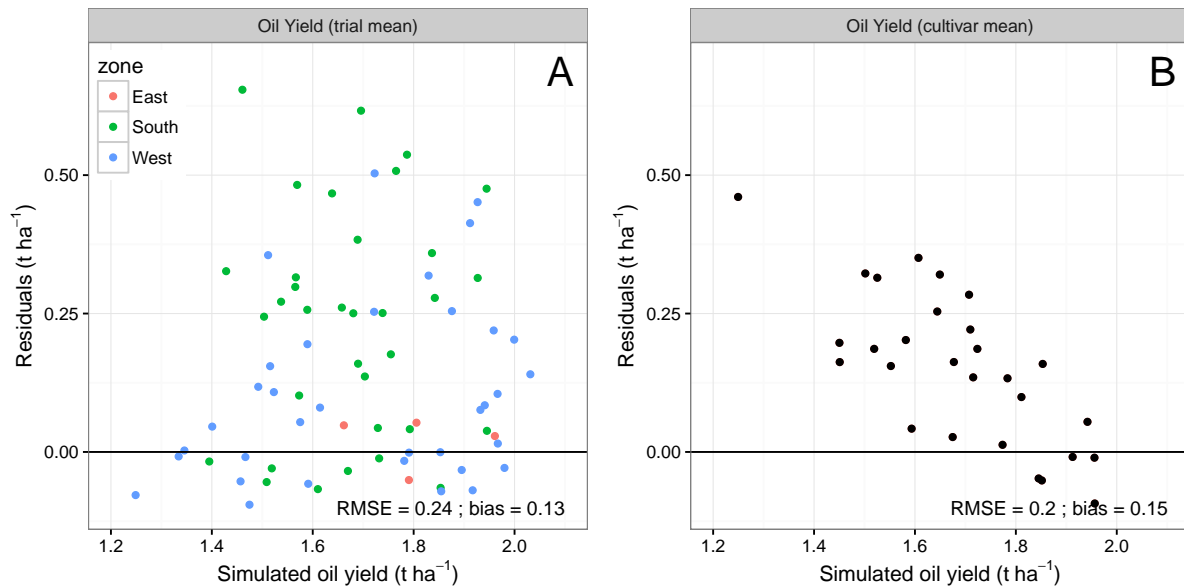 Oil Yield (trial mean)
A
zone
East
South
West
0.50
0.25
0.00
Residuals (t ha⁻¹)
RMSE = 0.24 ; bias = 0.13
1.2 1.4 1.6 1.8 2.0
Simulated oil yield (t ha⁻¹)
Oil Yield (cultivar mean)
B
0.50
0.25
0.00
Residuals (t ha⁻¹)
RMSE = 0.2 ; bias = 0.15
1.2 1.4 1.6 1.8 2.0
Simulated oil yield (t ha⁻¹)